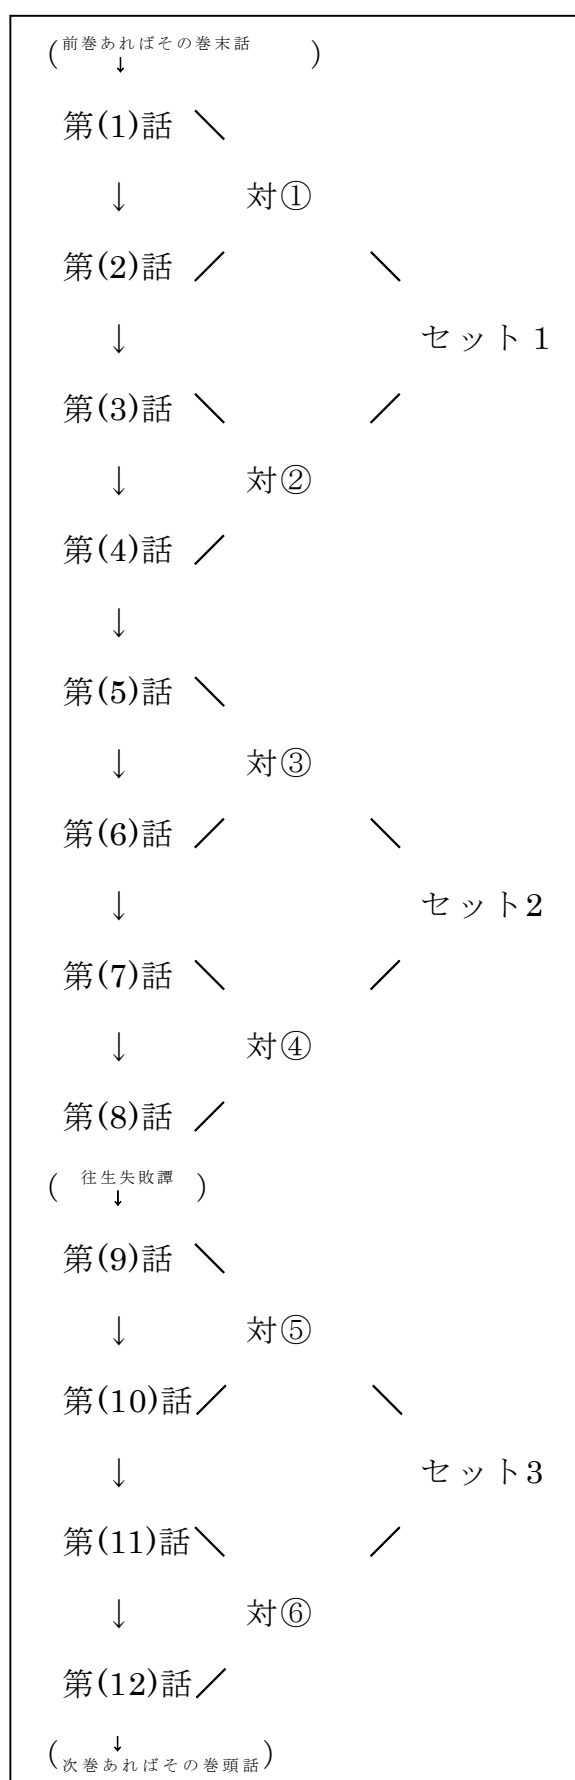 (前巻あればその巻末話)
↓
第(1)話 ＼
↓ 対①
第(2)話 ／ ＼
↓ セット1
第(3)話 ＼ ／
↓ 対②
第(4)話 ／
↓
第(5)話 ＼
↓ 対③
第(6)話 ／ ＼
↓ セット2
第(7)話 ＼ ／
↓ 対④
第(8)話 ／
(往生失敗譚)
↓
第(9)話 ＼
↓ 対⑤
第(10)話／ ＼
↓ セット3
第(11)話＼ ／
↓ 対⑥
第(12)話／
↓
(次巻あればその巻頭話)